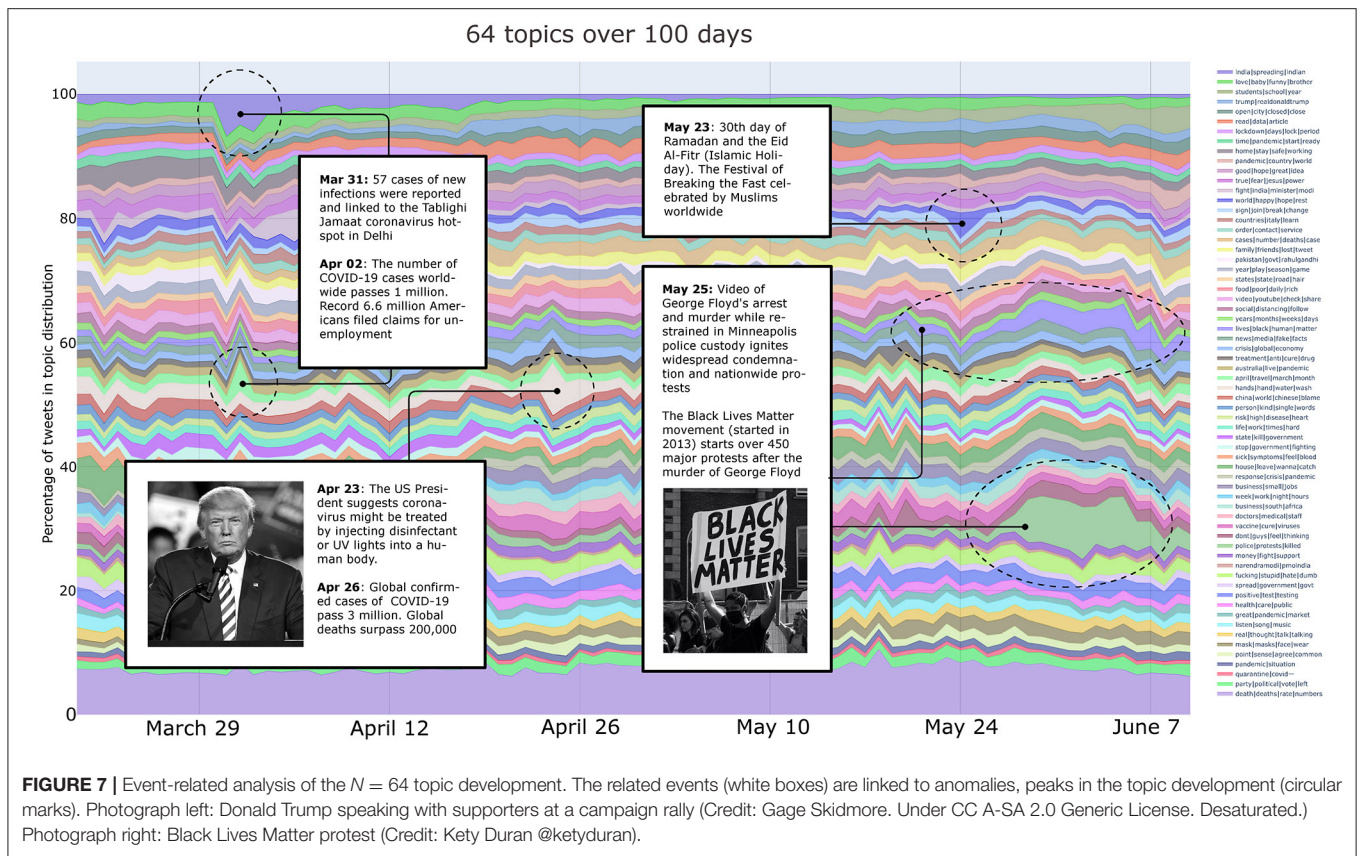 64 topics over 100 days
Percentage of tweets in topic distribution
100
80
60
40
20
0
March 29
April 12
April 26
May 10
May 24
June 7
Mar 31: 57 cases of new
infections were reported
and linked to the Tablighi
Jamaat coronavirus hot-
spot in Delhi
Apr 02: The number of
COVID-19 cases world-
wide passes 1 million.
Record 6.6 million Ameri-
cans filed claims for un-
employment
May 23: 30th day of
Ramadan and the Eid
Al-Fitr (Islamic Holi-
day). The Festival of
Breaking the Fast cel-
ebrated by Muslims
worldwide
May 25: Video of
George Floyd's arrest
and murder while re-
strained in Minneapolis
police custody ignites
widespread condemna-
tion and nationwide pro-
tests
The Black Lives Matter
movement (started in
2013) starts over 450
major protests after the
murder of George Floyd
BLACK
LIVES
MATTER
Apr 23: The US Presi-
dent suggests corona-
virus might be treated
by injecting disinfectant
or UV lights into a hu-
man body.
Apr 26: Global confirm-
ed cases of COVID-19
pass 3 million. Global
deaths surpass 200,000
india|spreading|indian
love|baby|funny|brother
students|school|year
trump|realdonaldtrump
open|city|closed|close
read|data|article
lockdown|days|lock|period
time|pandemic|start|ready
home|stay|safe|working
pandemic|country|world
good|hope|great|idea
true|fear|jesus|power
fight|india|minister|modi
world|happy|hope|rest
sign|join|break|change
countries|italy|learn
order|contact|service
cases|number|deaths|case
family|friends|lost|tweet
pakistan|govt|rahulgandhi
year|play|season|game
states|state|road|hair
food|poor|daily|rich
video|youtube|check|share
social|distancing|follow
years|months|weeks|days
lives|black|human|matter
news|media|fake|facts
crisis|global|economy
treatment|anti|cure|drug
australia|live|pandemic
april|travel|march|month
hands|hand|water|wash
china|world|chinese|blame
person|kind|single|words
risk|high|disease|heart
life|work|times|hard
state|kill|government
stop|government|fighting
sick|symptoms|feel|blood
house|leave|wanna|catch
response|crisis|pandemic
business|small|jobs
week|work|night|hours
business|south|africa
doctors|medical|staff
vaccine|cure|viruses
dont|guys|feel|thinking
police|protests|killed
money|fight|support
narendramodi|pmoindia
fucking|stupid|hate|dumb
spread|government|govt
positive|test|testing
health|care|public
great|pandemic|market
listen|song|music
real|thought|talk|talking
mask|masks|face|wear
point|sense|agree|common
pandemic|situation
quarantine|covid—
party|political|vote|left
death|deaths|rate|numbers
FIGURE 7 | Event-related analysis of the N = 64 topic development. The related events (white boxes) are linked to anomalies, peaks in the topic development (circular
marks). Photograph left: Donald Trump speaking with supporters at a campaign rally (Credit: Gage Skidmore. Under CC A-SA 2.0 Generic License. Desaturated.)
Photograph right: Black Lives Matter protest (Credit: Kety Duran @ketyduran).